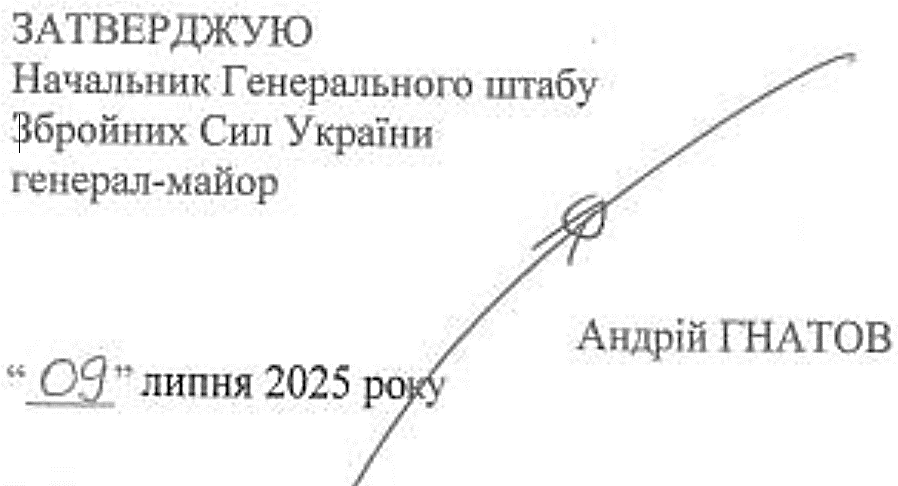 ЗАТВЕРДЖУЮ
Начальник Генерального штабу
Збройних Сил України
генерал-майор
Андрій ГНАТОВ
“ 09 ” липня 2025 року